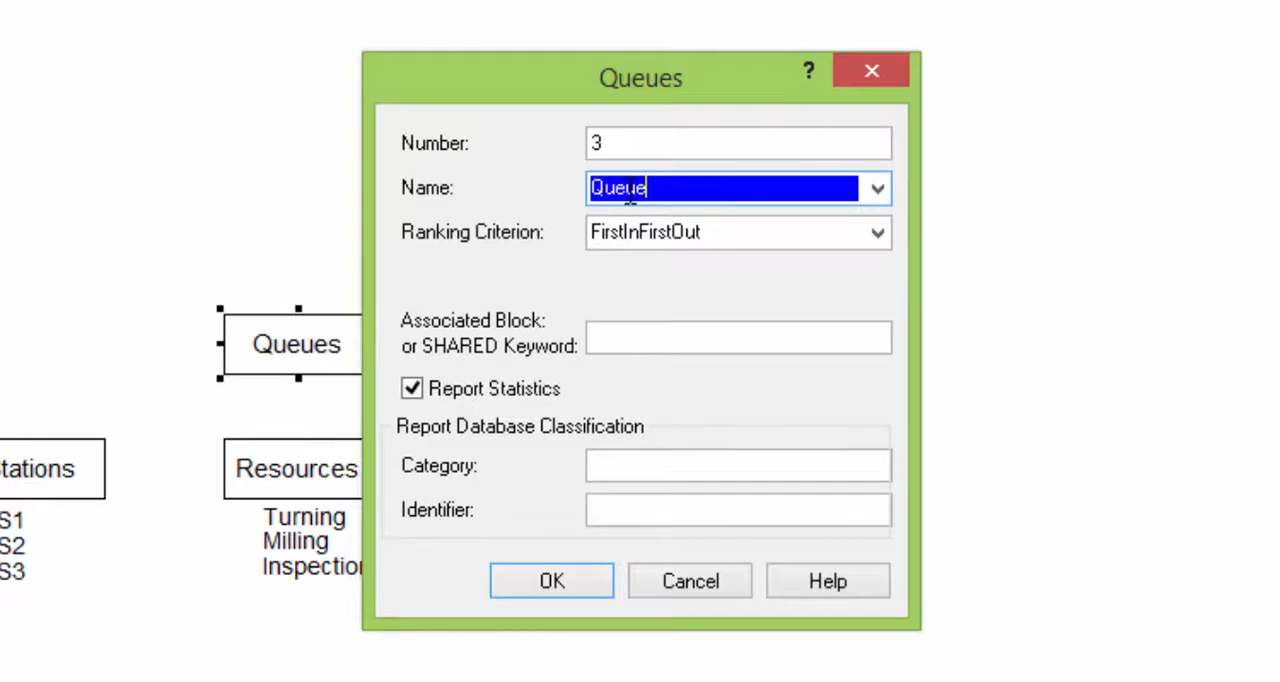 Queues
?
Number:
3
Name:
Queue
Ranking Criterion:
FirstInFirstOut
Associated Block:
or SHARED Keyword:
Report Statistics
Report Database Classification
Category:
Identifier:
OK
Cancel
Help
Queues
tations
S1
S2
S3
Resources
Turning
Milling
Inspection